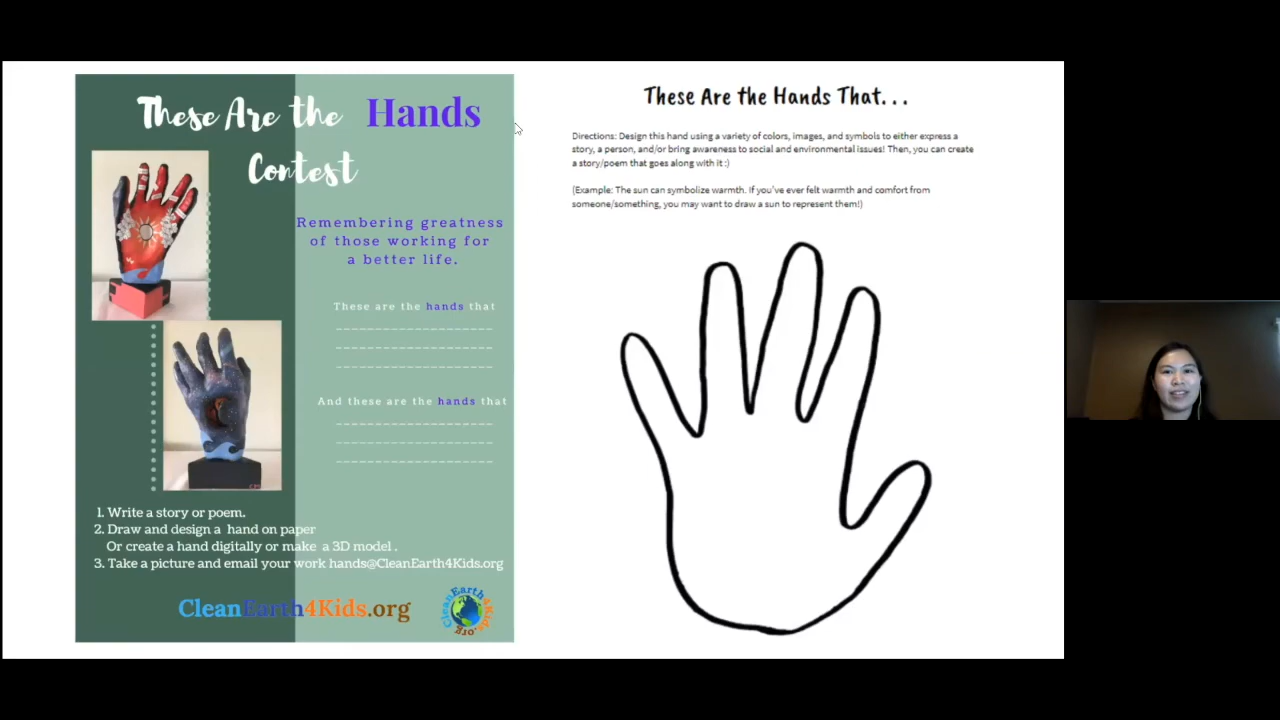 These Are the Hands
Contest
Remembering greatness
of those working for
a better life.
These are the hands that
And these are the hands that
1. Write a story or poem.
2. Draw and design a hand on paper
Or create a hand digitally or make a 3D model .
3. Take a picture and email your work hands@CleanEarth4Kids.org
CleanEarth4Kids.org
CleanEarth4Kids.org
These Are the Hands That. . .
Directions: Design this hand using a variety of colors, images, and symbols to either express a
story, a person, and/or bring awareness to social and environmental issues! Then, you can create
a story/poem that goes along with it :)
(Example: The sun can symbolize warmth. If you've ever felt warmth and comfort from
someone/something, you may want to draw a sun to represent them!)